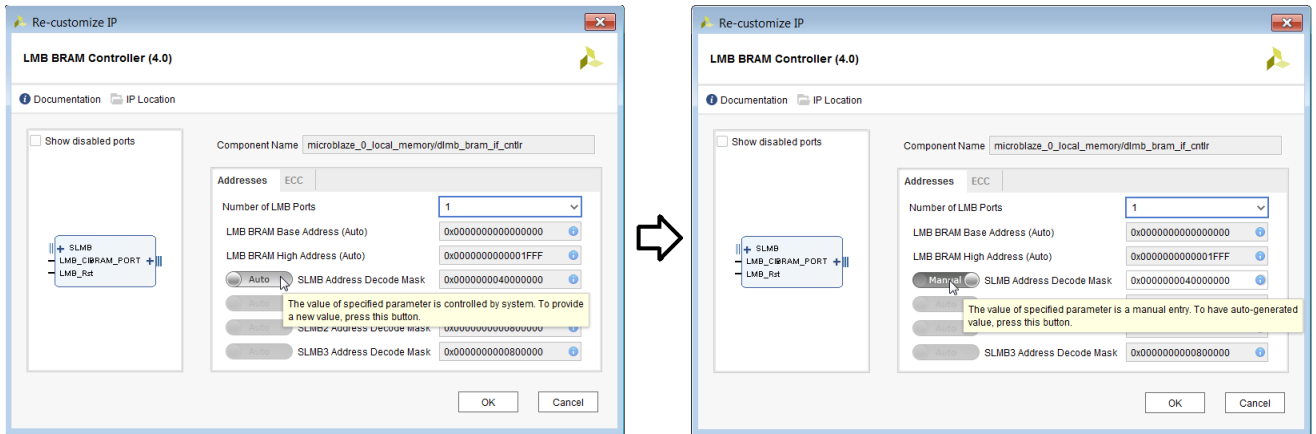 Re-customize IP
LMB BRAM Controller (4.0)
Documentation IP Location
Show disabled ports
SLMB
LMB_Rst
BRAM_PORT
Component Name microblaze_0_local_memory/dlmb_bram_if_cntlr
Addresses ECC
Number of LMB Ports 1
LMB BRAM Base Address (Auto) 0x0000000000000000
LMB BRAM High Address (Auto) 0x0000000000001FFF
Auto SLMB Address Decode Mask 0x0000000040000000
Auto
The value of specified parameter is controlled by system. To provide
a new value, press this button.
Auto SLMB2 Address Decode Mask 0x0000000000800000
Auto SLMB3 Address Decode Mask 0x0000000000800000
OK Cancel
Re-customize IP
LMB BRAM Controller (4.0)
Documentation IP Location
Show disabled ports
SLMB
LMB_Rst
BRAM_PORT
Component Name microblaze_0_local_memory/dlmb_bram_if_cntlr
Addresses ECC
Number of LMB Ports 1
LMB BRAM Base Address (Auto) 0x0000000000000000
LMB BRAM High Address (Auto) 0x0000000000001FFF
Manual SLMB Address Decode Mask 0x0000000040000000
Auto
The value of specified parameter is a manual entry. To have auto-generated
value, press this button.
Auto SLMB3 Address Decode Mask 0x0000000000800000
OK Cancel